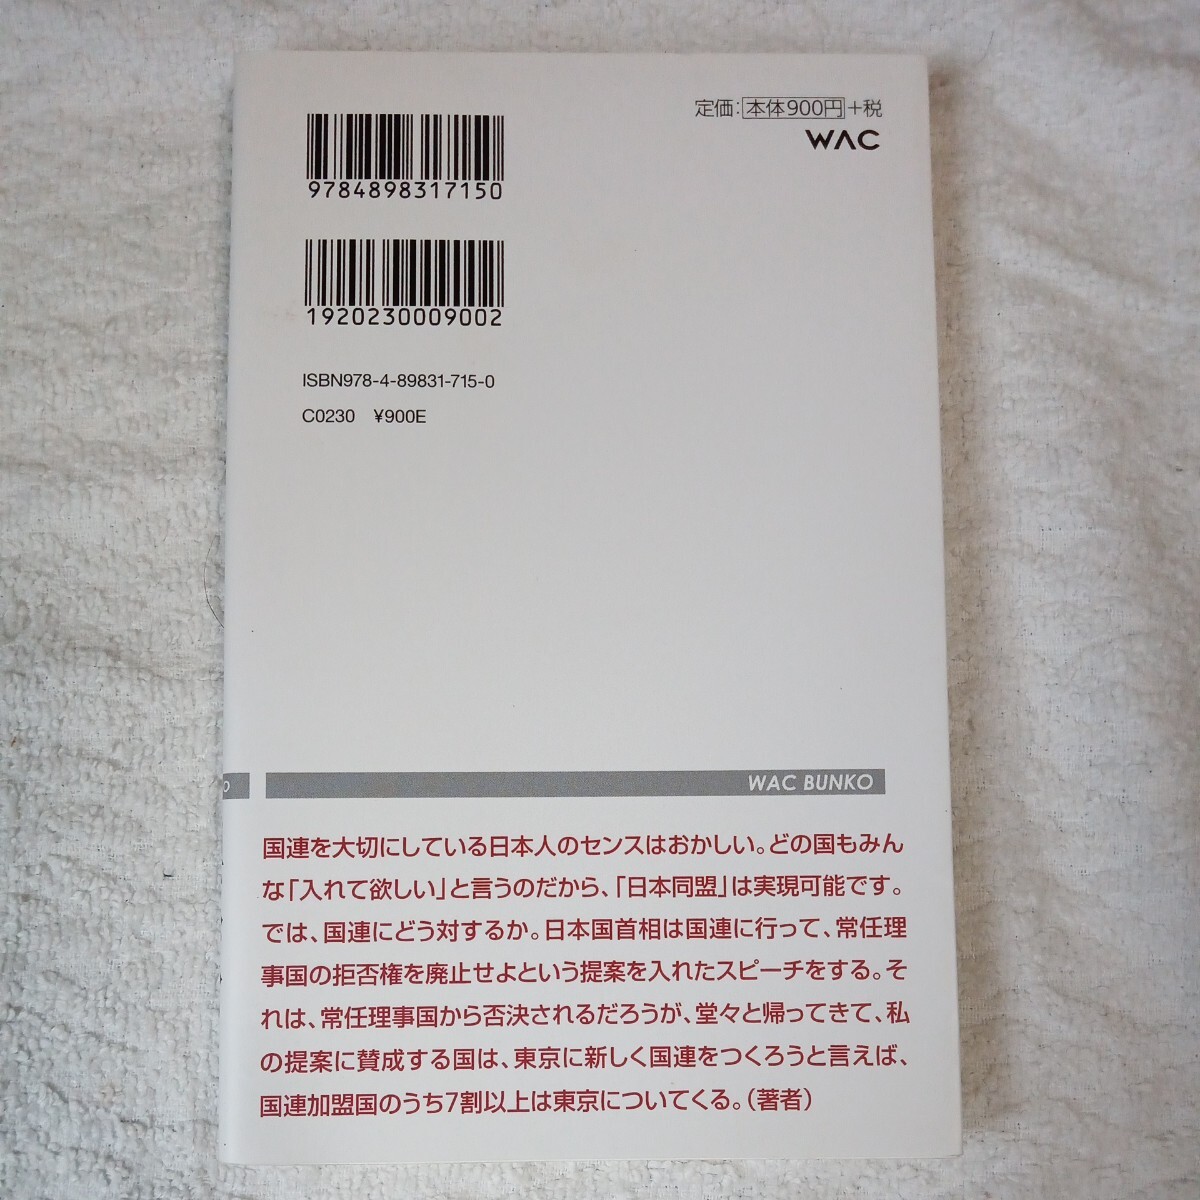 定価：本体900円＋税
WAC
9784898317150
1920230009002
ISBN978-4-89831-715-0
C0230 ¥900E
O
WAC BUNKO
国連を大切にしている日本人のセンスはおかしい。どの国もみん
な「入れて欲しい」と言うのだから、「日本同盟」は実現可能です。
では、国連にどう対するか。日本国首相は国連に行って、常任理
事国の拒否権を廃止せよという提案を入れたスピーチをする。そ
れは、常任理事国から否決されるだろうが、堂々と帰ってきて、私
の提案に賛成する国は、東京に新しく国連をつくろうと言えば、
国連加盟国のうち7割以上は東京についてくる。（著者）